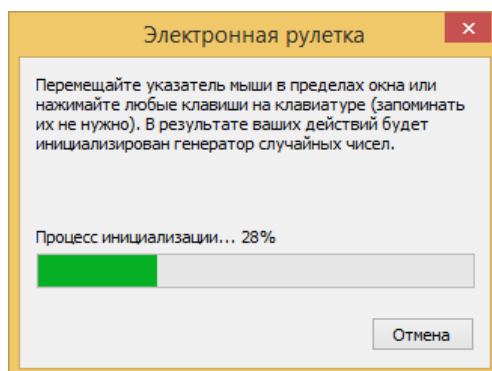 Электронная рулетка
Перемещайте указатель мыши в пределах окна или
нажимайте любые клавиши на клавиатуре (запоминать
их не нужно). В результате ваших действий будет
инициализирован генератор случайных чисел.
Процесс инициализации... 28%
Отмена